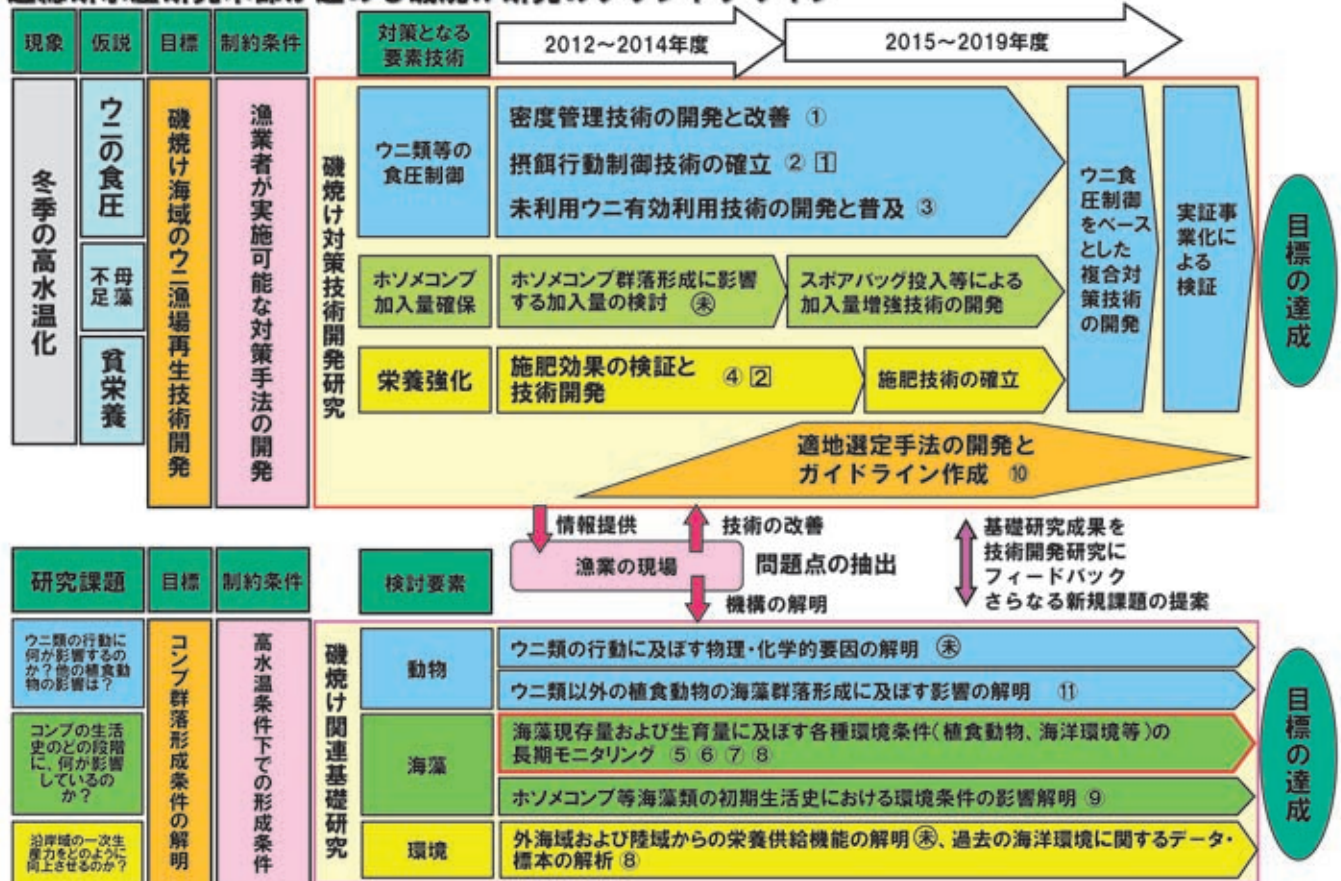 現象
仮説
目標
制約条件
対策となる
要素技術
2012～2014年度
2015～2019年度
冬季の高水温化
ウニの食圧
母藻
不足
貧栄養
磯焼け海域のウニ漁場再生技術開発
漁業者が実施可能な対策手法の開発
磯焼け対策技術開発研究
ウニ類等の
食圧制御
密度管理技術の開発と改善 ①
摂餌行動制御技術の確立 ② 1
未利用ウニ有効利用技術の開発と普及 ③
ホソメコンブ
加入量確保
ホソメコンブ群落形成に影響
する加入量の検討 ㊍
スポアバッグ投入等による
加入量増強技術の開発
栄養強化
施肥効果の検証と
技術開発 ④ 2
施肥技術の確立
ウニ食
圧制御
をベース
とした
複合対
策技術
の開発
実証事
業化に
よる
検証
目標の達成
適地選定手法の開発と
ガイドライン作成 ⑩
情報提供
技術の改善
漁業の現場
問題点の抽出
機構の解明
基礎研究成果を
技術開発研究に
フィードバック
さらなる新規課題の提案
研究課題
目標
制約条件
検討要素
ウニ類の行動に
何が影響するの
か?他の植食動
物の影響は?
コンブの生活
史のどの段階
に、何が影響
しているの
か?
沿岸域の一次生
産力をどのように
向上させるのか?
コンブ群落形成条件の解明
高水温条件下での形成条件
磯焼け関連基礎研究
動物
ウニ類の行動に及ぼす物理・化学的要因の解明 未
ウニ類以外の植食動物の海藻群落形成に及ぼす影響の解明 ⑪
海藻
海藻現存量および生育量に及ぼす各種環境条件(植食動物、海洋環境等)の
長期モニタリング ⑤ ⑥ ⑦ ⑧
ホソメコンブ等海藻類の初期生活史における環境条件の影響解明 ⑨
環境
外海域および陸域からの栄養供給機能の解明 未、過去の海洋環境に関するデータ・
標本の解析 ⑧
目標の達成